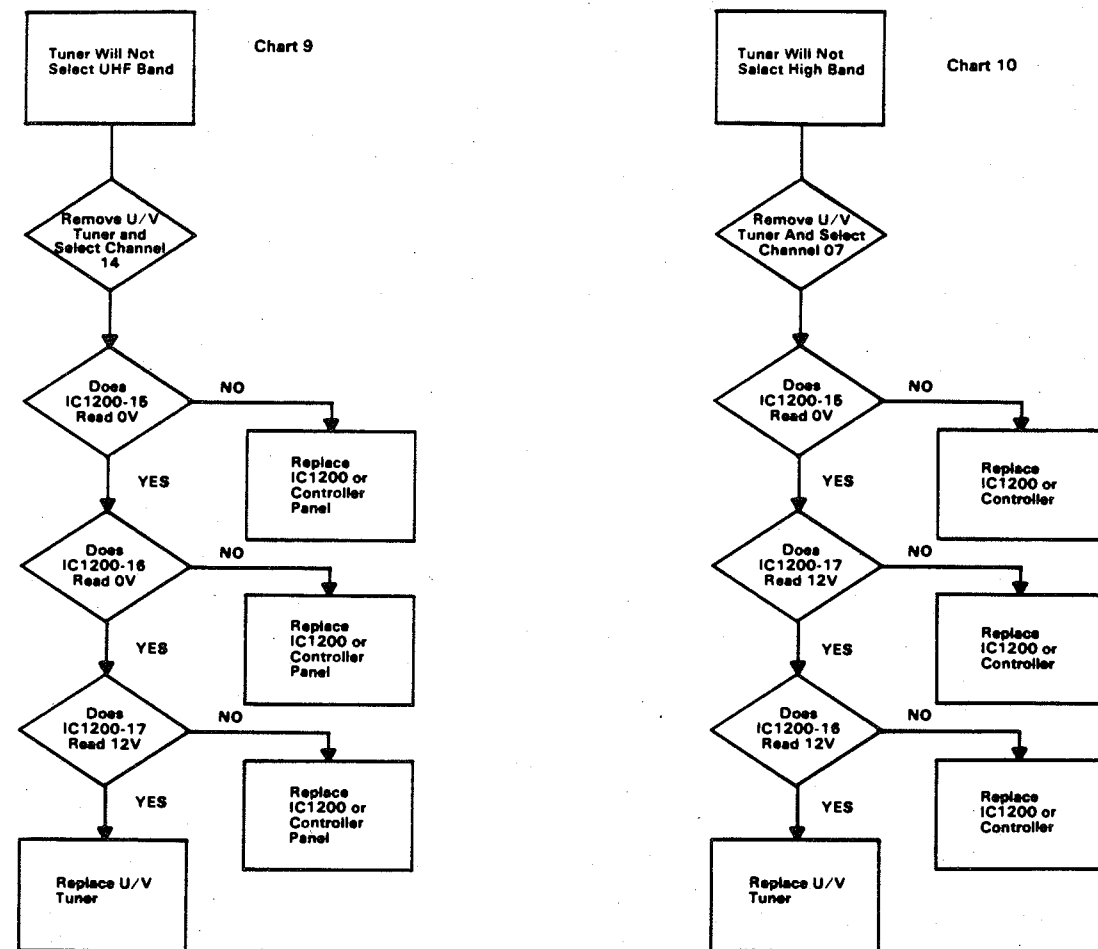 Chart 9
Tuner Will Not
Select UHF Band
Remove U/V
Tuner and
Select Channel
14
Does
IC1200-15
Read 0V
NO
Replace
IC1200 or
Controller
Panel
YES
Does
IC1200-16
Read 0V
NO
Replace
IC1200 or
Controller
Panel
YES
Does
IC1200-17
Read 12V
NO
Replace
IC1200 or
Controller
Panel
YES
Replace U/V
Tuner
Chart 10
Tuner Will Not
Select High Band
Remove U/V
Tuner And Select
Channel 07
Does
IC1200-15
Read 0V
NO
Replace
IC1200 or
Controller
YES
Does
IC1200-17
Read 12V
NO
Replace
IC1200 or
Controller
YES
Does
IC1200-16
Read 12V
NO
Replace
IC1200 or
Controller
YES
Replace U/V
Tuner